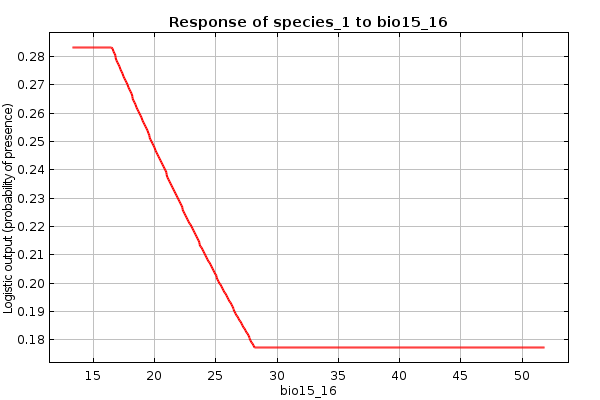 Response of species_1 to bio15_16
Logistic output (probability of presence)
0.28
0.27
0.26
0.25
0.24
0.23
0.22
0.21
0.20
0.19
0.18
15 20 25 30 35 40 45 50
bio15_16